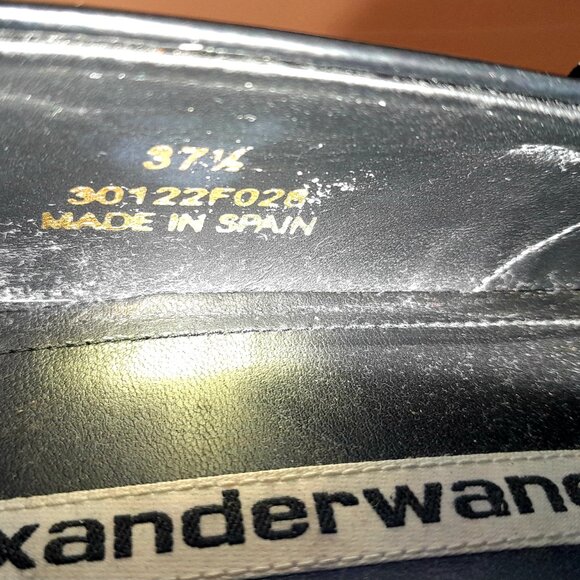 37½
30122F028
MADE IN SPAIN
xanderwang